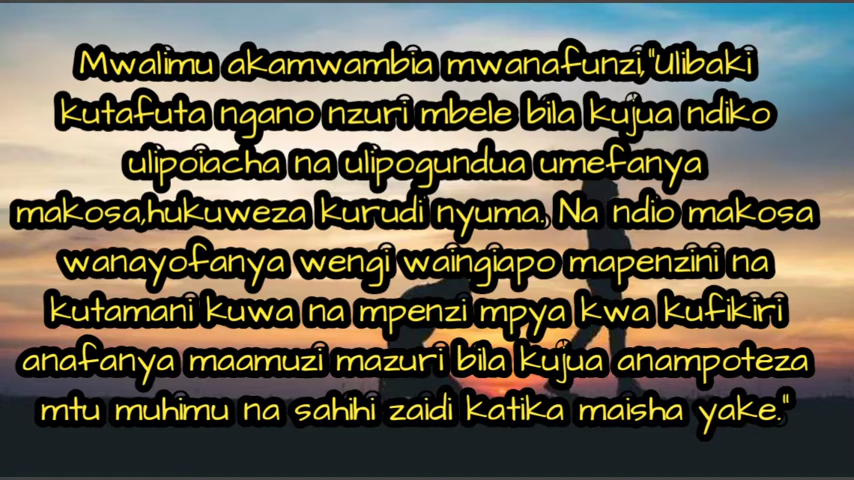 Mwalimu akamwambia mwanafunzi,"Ulibaki
kutafuta ngano nzuri mbele bila kujua ndiko
ulipoiacha na ulipogundua umefanya
makosa,hukuweza kurudi nyuma. Na ndio makosa
wanayofanya wengi waingiapo mapenzini na
kutamani kuwa na mpenzi mpya kwa kufikiri
anafanya maamuzi mazuri bila kujua anampoteza
mtu muhimu na sahihi zaidi katika maisha yake."